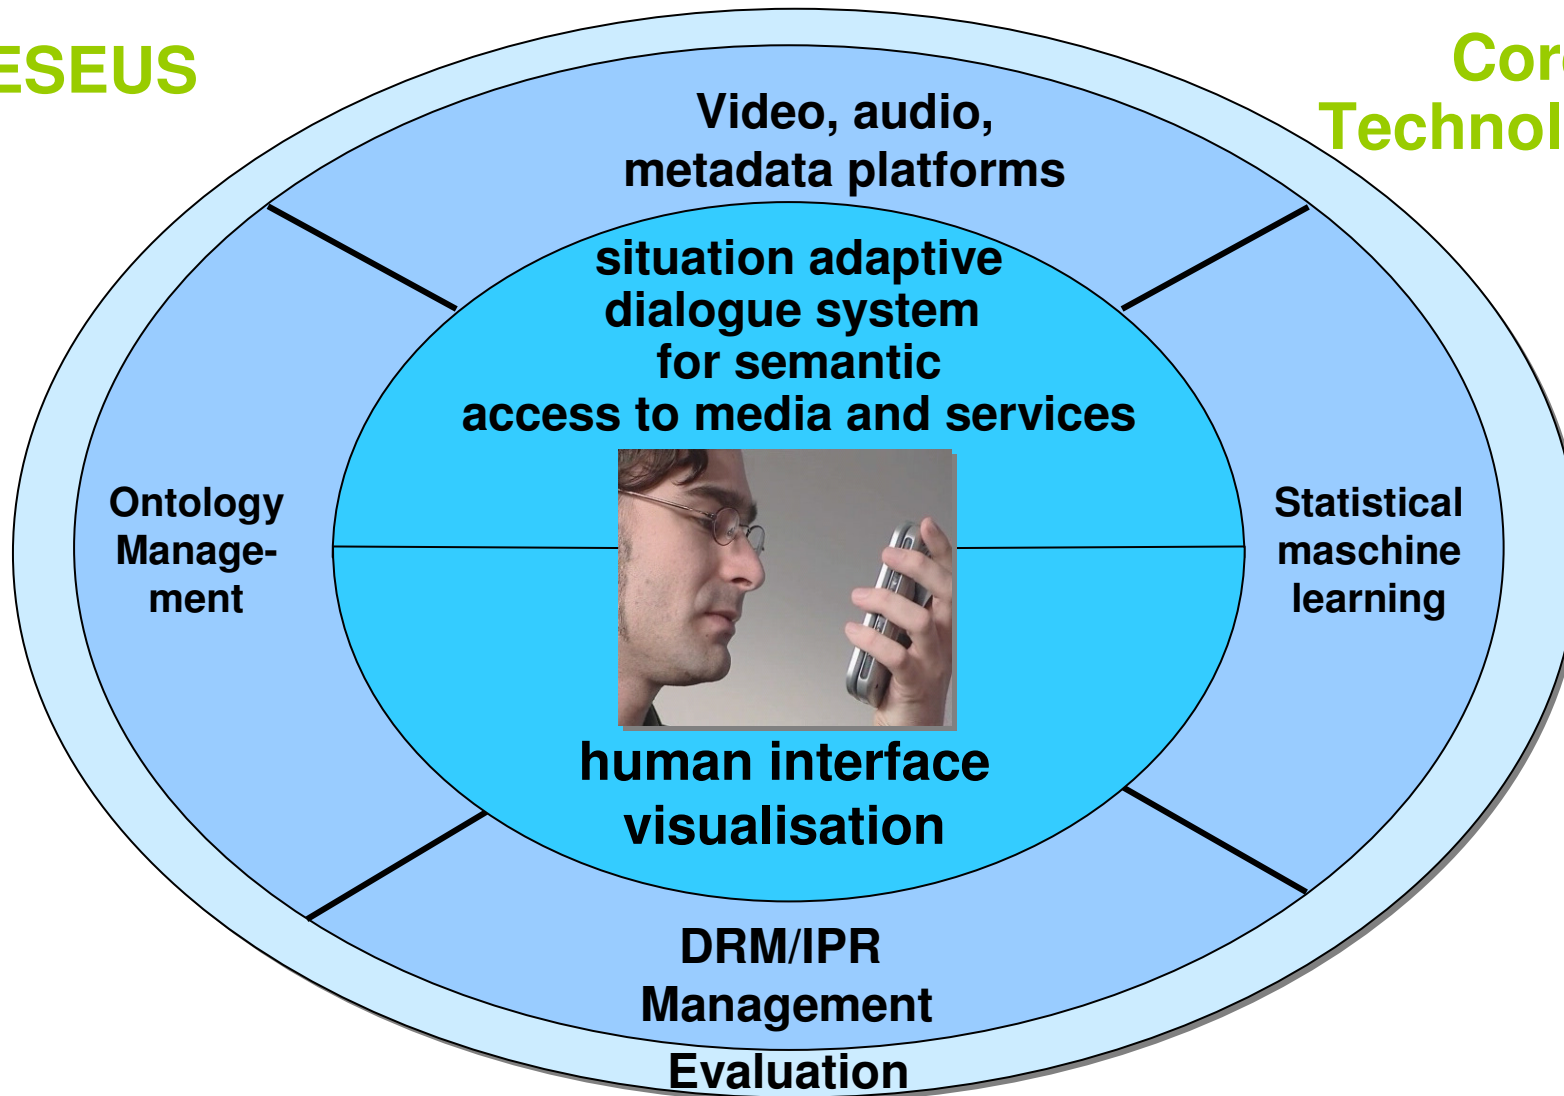 ESEUS
Core
Technol
Video, audio,
metadata platforms
situation adaptive
dialogue system
for semantic
access to media and services
Ontology
Manage-
ment
Statistical
maschine
learning
human interface
visualisation
DRM/IPR
Management
Evaluation